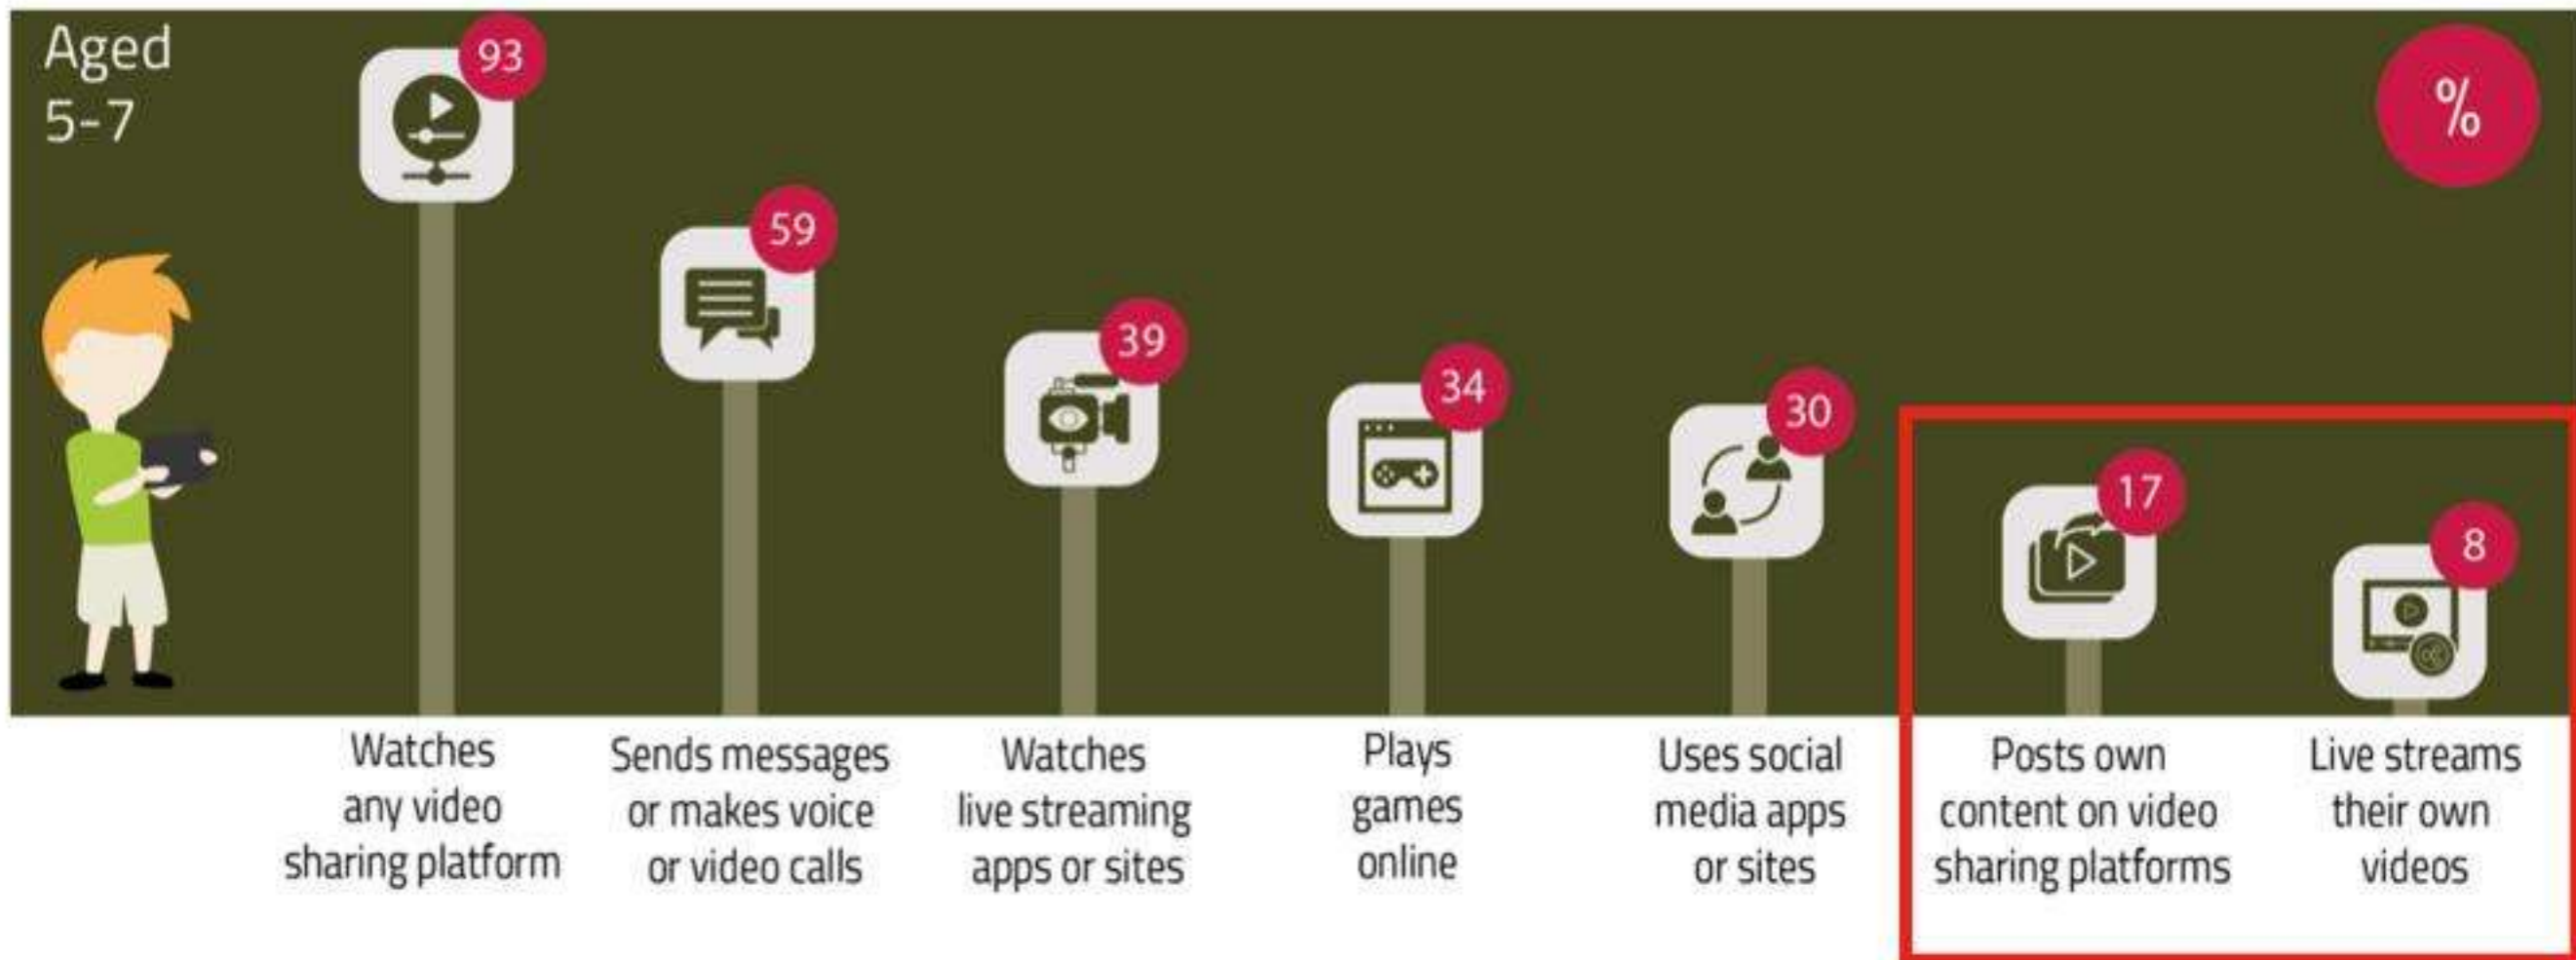 Aged
5-7
93
59
39
34
30
17
8
%
Watches
any video
sharing platform
Sends messages
or makes voice
or video calls
Watches
live streaming
apps or sites
Plays
games
online
Uses social
media apps
or sites
Posts own
content on video
sharing platforms
Live streams
their own
videos